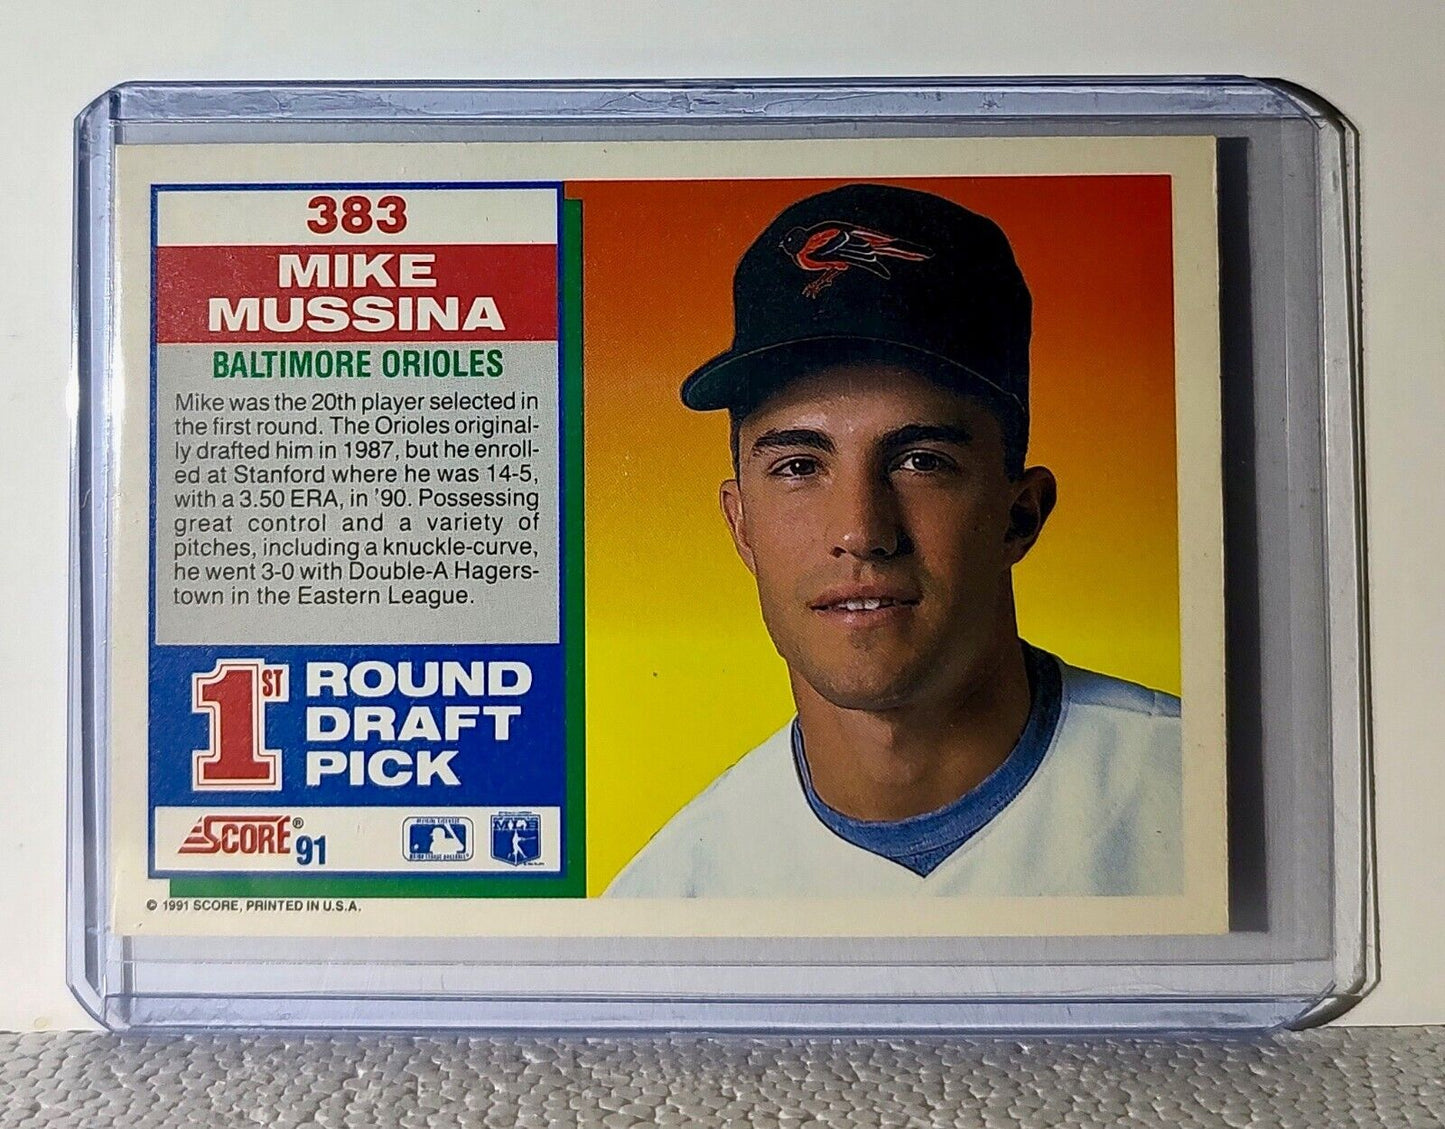 383
MIKE
MUSSINA
BALTIMORE ORIOLES
Mike was the 20th player selected in
the first round. The Orioles original-
ly drafted him in 1987, but he enroll-
ed at Stanford where he was 14-5,
with a 3.50 ERA, in '90. Possessing
great control and a variety of
pitches, including a knuckle-curve,
he went 3-0 with Double-A Hagers-
town in the Eastern League.
1ST ROUND
DRAFT
PICK
SCORE® 91
MLB
© 1991 SCORE, PRINTED IN U.S.A.